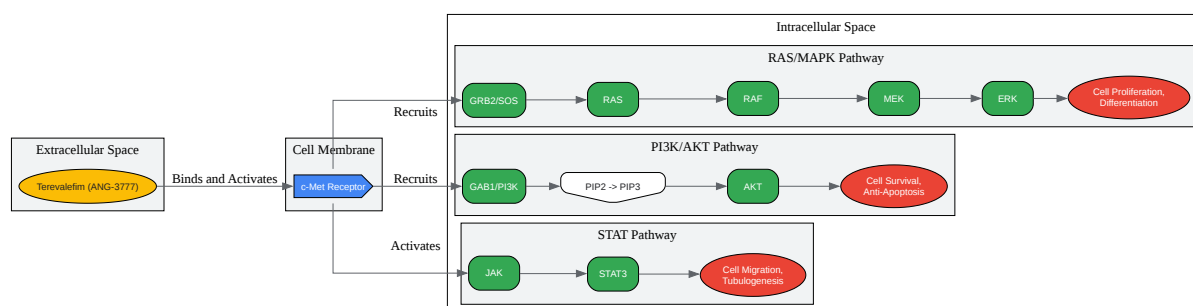 Intracellular Space
RAS/MAPK Pathway
GRB2/SOS
RAS
RAF
MEK
ERK
Cell Proliferation,
Differentiation
Recruits
Extracellular Space
Terevalefim (ANG-3777)
Binds and Activates
Cell Membrane
c-Met Receptor
Recruits
PI3K/AKT Pathway
GAB1/PI3K
PIP2 -> PIP3
AKT
Cell Survival,
Anti-Apoptosis
Activates
STAT Pathway
JAK
STAT3
Cell Migration,
Tubulogenesis